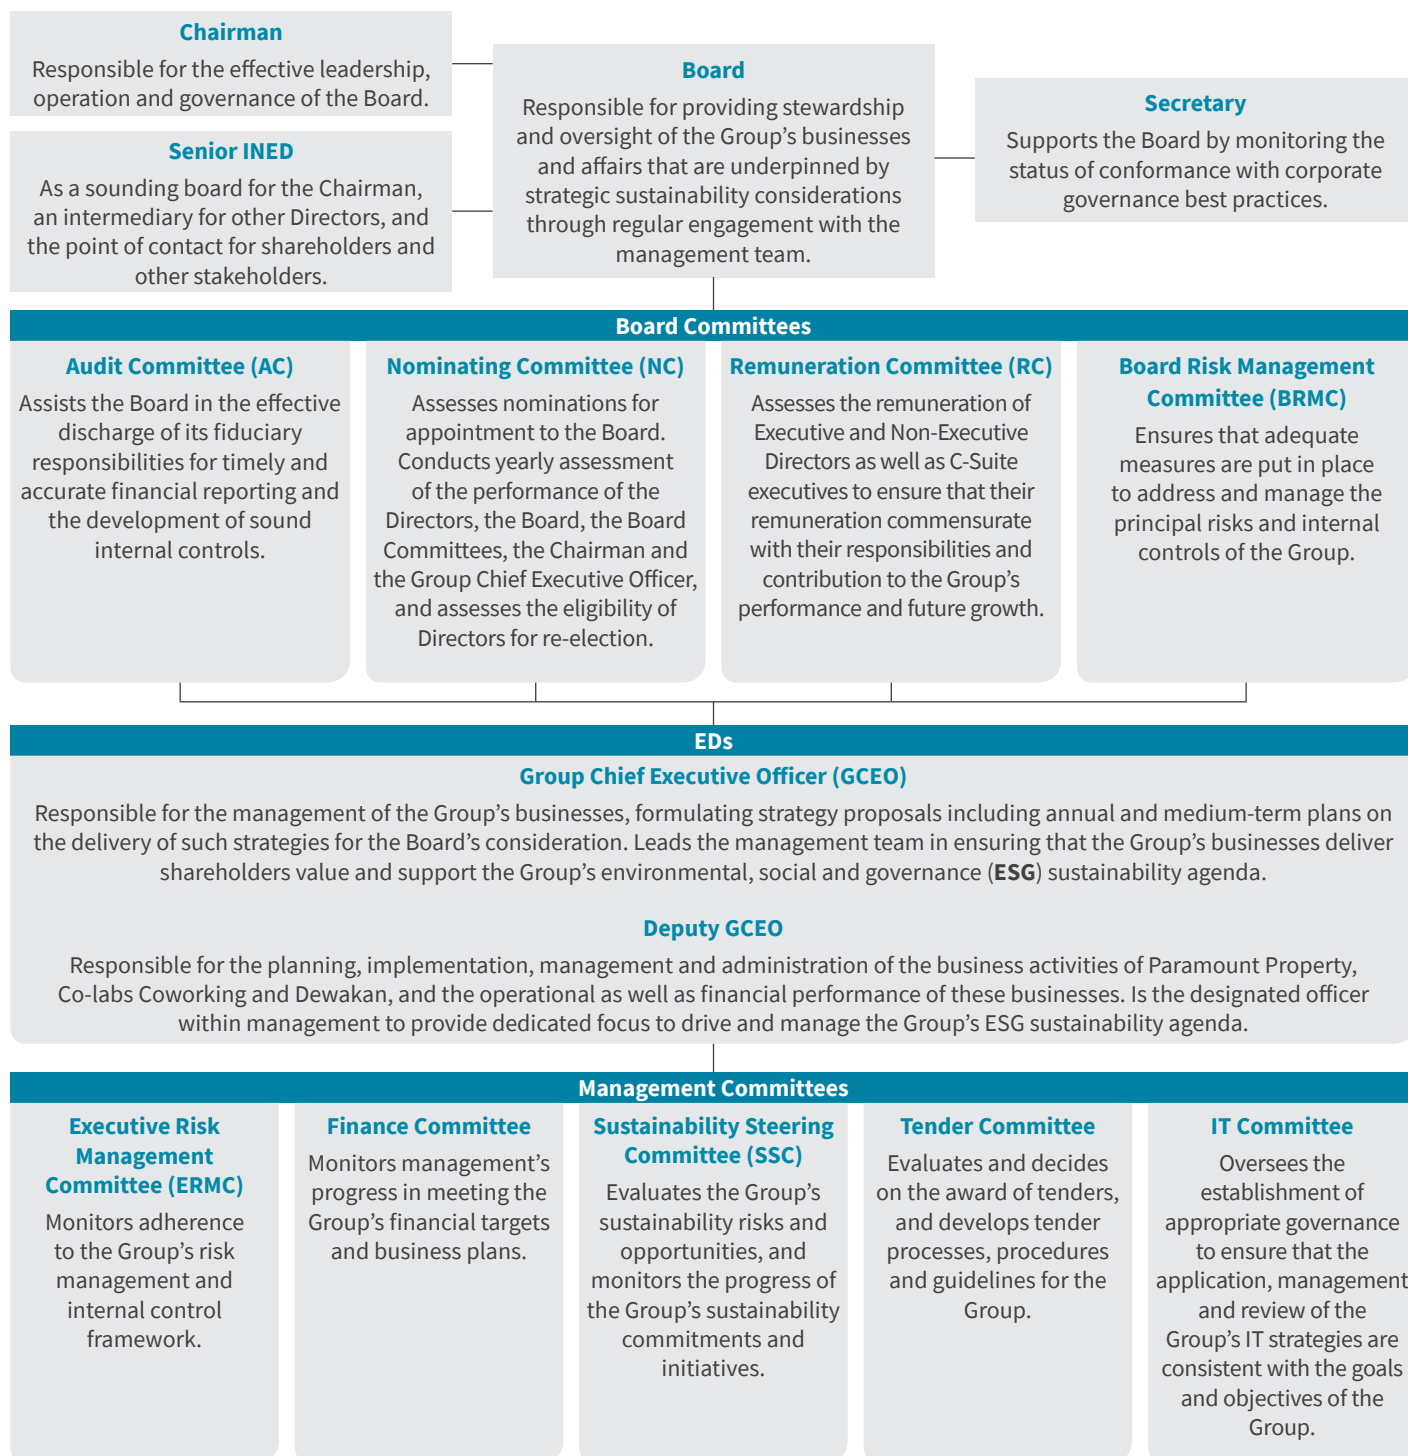 Chairman
Responsible for the effective leadership,
operation and governance of the Board.
Senior INED
As a sounding board for the Chairman,
an intermediary for other Directors, and
the point of contact for shareholders and
other stakeholders.
Board
Responsible for providing stewardship
and oversight of the Group’s businesses
and affairs that are underpinned by
strategic sustainability considerations
through regular engagement with the
management team.
Secretary
Supports the Board by monitoring the
status of conformance with corporate
governance best practices.
Board Committees
Audit Committee (AC)
Assists the Board in the effective
discharge of its fiduciary
responsibilities for timely and
accurate financial reporting and
the development of sound
internal controls.
Nominating Committee (NC)
Assesses nominations for
appointment to the Board.
Conducts yearly assessment
of the performance of the
Directors, the Board, the Board
Committees, the Chairman and
the Group Chief Executive Officer,
and assesses the eligibility of
Directors for re-election.
Remuneration Committee (RC)
Assesses the remuneration of
Executive and Non-Executive
Directors as well as C-Suite
executives to ensure that their
remuneration commensurate
with their responsibilities and
contribution to the Group’s
performance and future growth.
Board Risk Management
Committee (BRMC)
Ensures that adequate
measures are put in place
to address and manage the
principal risks and internal
controls of the Group.
EDs
Group Chief Executive Officer (GCEO)
Responsible for the management of the Group’s businesses, formulating strategy proposals including annual and medium-term plans on
the delivery of such strategies for the Board’s consideration. Leads the management team in ensuring that the Group’s businesses deliver
shareholders value and support the Group’s environmental, social and governance (ESG) sustainability agenda.
Deputy GCEO
Responsible for the planning, implementation, management and administration of the business activities of Paramount Property,
Co-labs Coworking and Dewakan, and the operational as well as financial performance of these businesses. Is the designated officer
within management to provide dedicated focus to drive and manage the Group’s ESG sustainability agenda.
Management Committees
Executive Risk
Management
Committee (ERMC)
Monitors adherence
to the Group’s risk
management and
internal control
framework.
Finance Committee
Monitors management’s
progress in meeting the
Group’s financial targets
and business plans.
Sustainability Steering
Committee (SSC)
Evaluates the Group’s
sustainability risks and
opportunities, and
monitors the progress of
the Group’s sustainability
commitments and
initiatives.
Tender Committee
Evaluates and decides
on the award of tenders,
and develops tender
processes, procedures
and guidelines for the
Group.
IT Committee
Oversees the
establishment of
appropriate governance
to ensure that the
application, management
and review of the
Group’s IT strategies are
consistent with the goals
and objectives of the
Group.